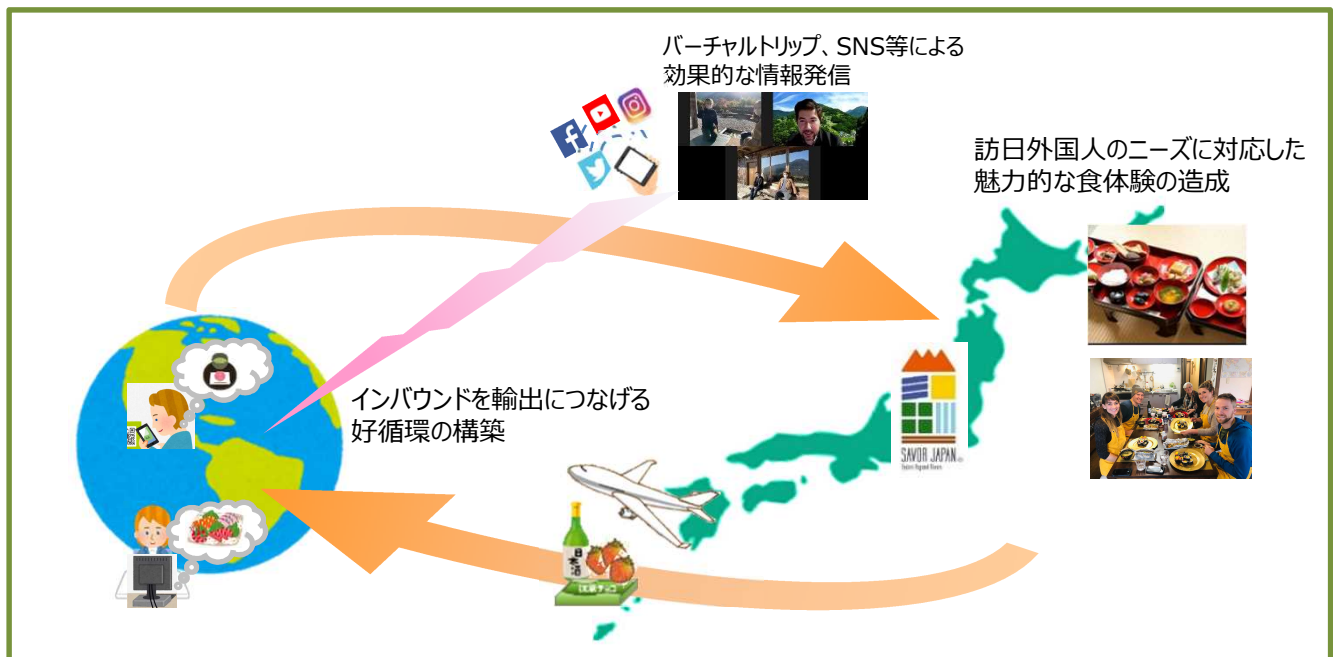 バーチャルトリップ、SNS等による
効果的な情報発信
訪日外国人のニーズに対応した
魅力的な食体験の造成
インバウンドを輸出につなげる
好循環の構築
SAVOR JAPAN
日本酒